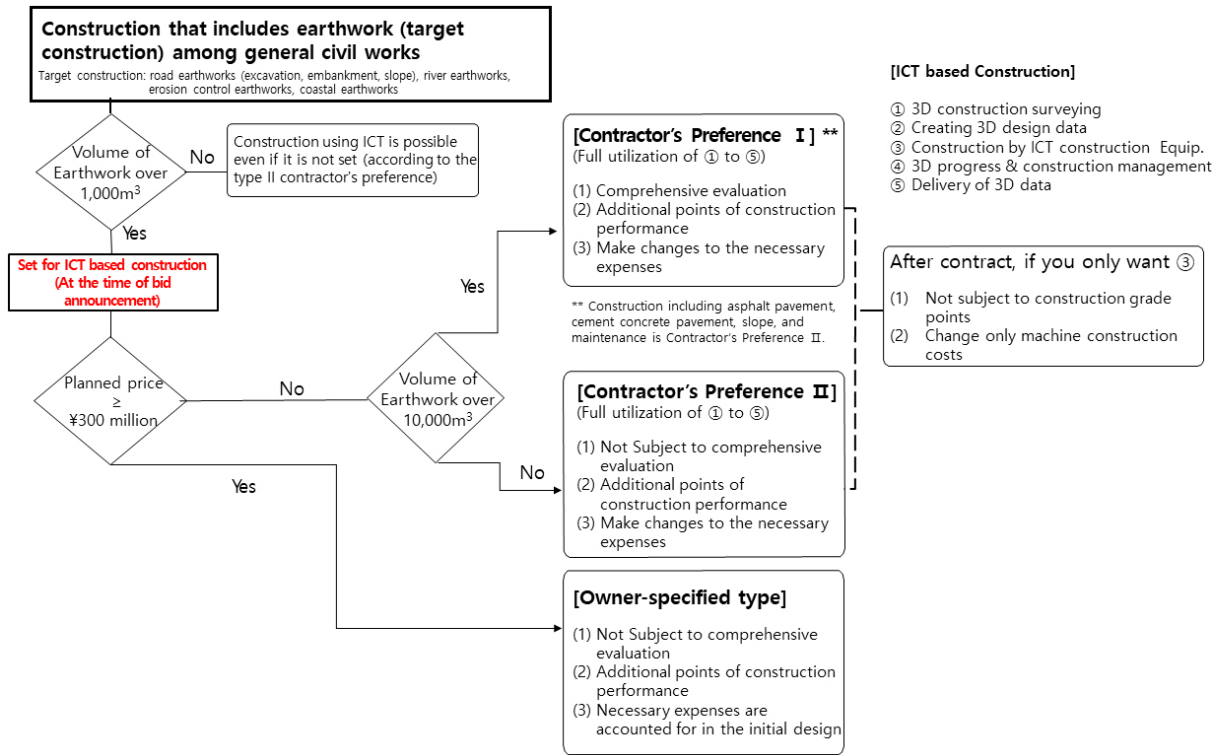 Construction that includes earthwork (target
construction) among general civil works
Target construction: road earthworks (excavation, embankment, slope), river earthworks,
erosion control earthworks, coastal earthworks
Volume of
Earthwork over
1,000m³
No
Construction using ICT is possible
even if it is not set (according to the
type II contractor's preference)
Yes
Set for ICT based construction
(At the time of bid
announcement)
Planned price
≥
¥300 million
No
Yes
Volume of
Earthwork over
10,000m³
Yes
No
[Contractor's Preference Ⅰ] **
(Full utilization of ① to ⑤)
(1) Comprehensive evaluation
(2) Additional points of construction
performance
(3) Make changes to the necessary
expenses
** Construction including asphalt pavement,
cement concrete pavement, slope, and
maintenance is Contractor's Preference Ⅱ.
[Contractor's Preference Ⅱ]
(Full utilization of ① to ⑤)
(1) Not Subject to comprehensive
evaluation
(2) Additional points of
construction performance
(3) Make changes to the necessary
expenses
[Owner-specified type]
(1) Not Subject to comprehensive
evaluation
(2) Additional points of construction
performance
(3) Necessary expenses are
accounted for in the initial design
[ICT based Construction]
① 3D construction surveying
② Creating 3D design data
③ Construction by ICT construction Equip.
④ 3D progress & construction management
⑤ Delivery of 3D data
After contract, if you only want ③
(1) Not subject to construction grade
points
(2) Change only machine construction
costs